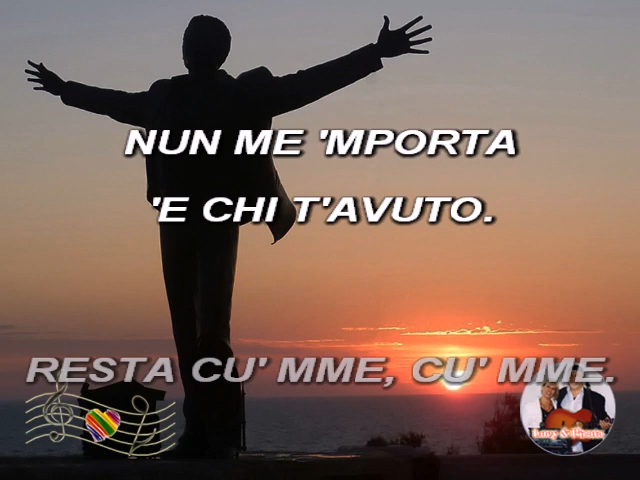 NUN ME 'MPORTA
'E CHI T'AVUTO.
RESTA CU' MME, CU' MME.